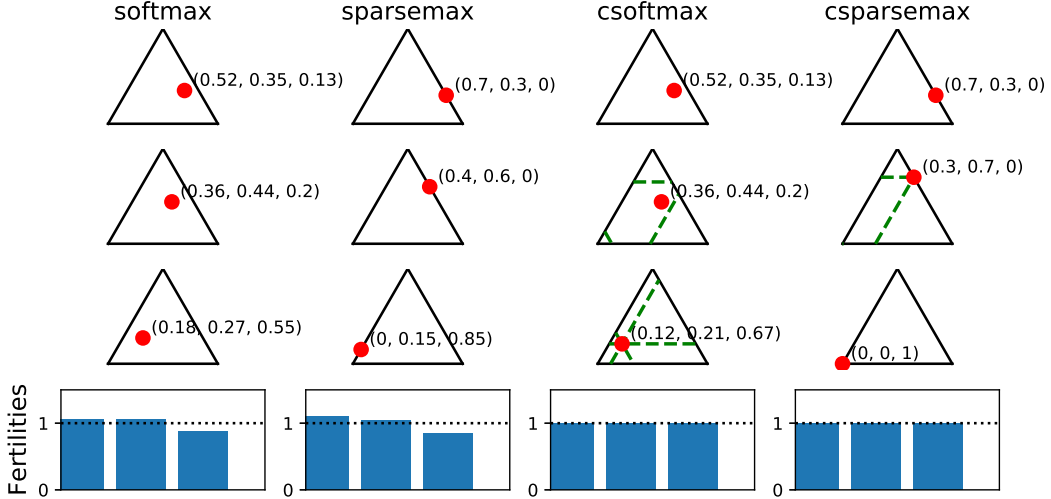 softmax sparsemax csoftmax csparsemax
(0.52, 0.35, 0.13) (0.7, 0.3, 0) (0.52, 0.35, 0.13) (0.7, 0.3, 0)
(0.36, 0.44, 0.2) (0.4, 0.6, 0) (0.36, 0.44, 0.2) (0.3, 0.7, 0)
(0.18, 0.27, 0.55) (0, 0.15, 0.85) (0.12, 0.21, 0.67) (0, 0, 1)
Fertilities
1 1 1 1
0 0 0 0